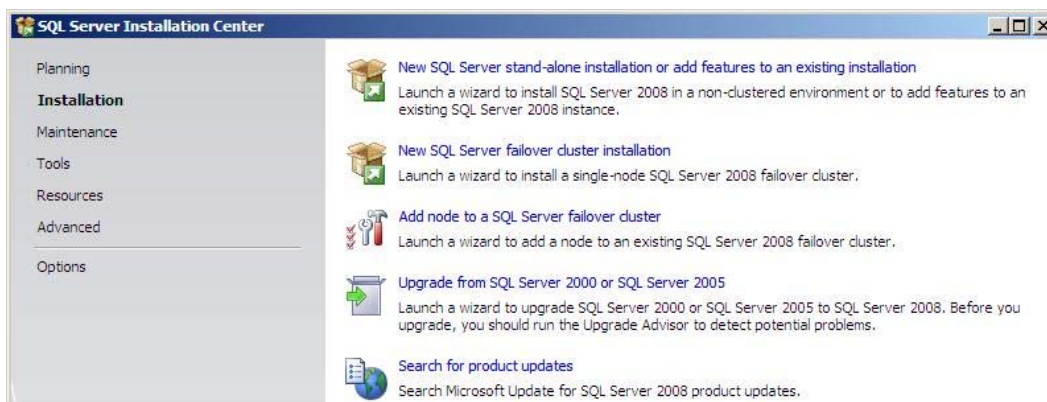 SQL Server Installation Center
Planning
Installation
Maintenance
Tools
Resources
Advanced
Options
New SQL Server stand-alone installation or add features to an existing installation
Launch a wizard to install SQL Server 2008 in a non-clustered environment or to add features to an
existing SQL Server 2008 instance.
New SQL Server failover cluster installation
Launch a wizard to install a single-node SQL Server 2008 failover cluster.
Add node to a SQL Server failover cluster
Launch a wizard to add a node to an existing SQL Server 2008 failover cluster.
Upgrade from SQL Server 2000 or SQL Server 2005
Launch a wizard to upgrade SQL Server 2000 or SQL Server 2005 to SQL Server 2008. Before you
upgrade, you should run the Upgrade Advisor to detect potential problems.
Search for product updates
Search Microsoft Update for SQL Server 2008 product updates.